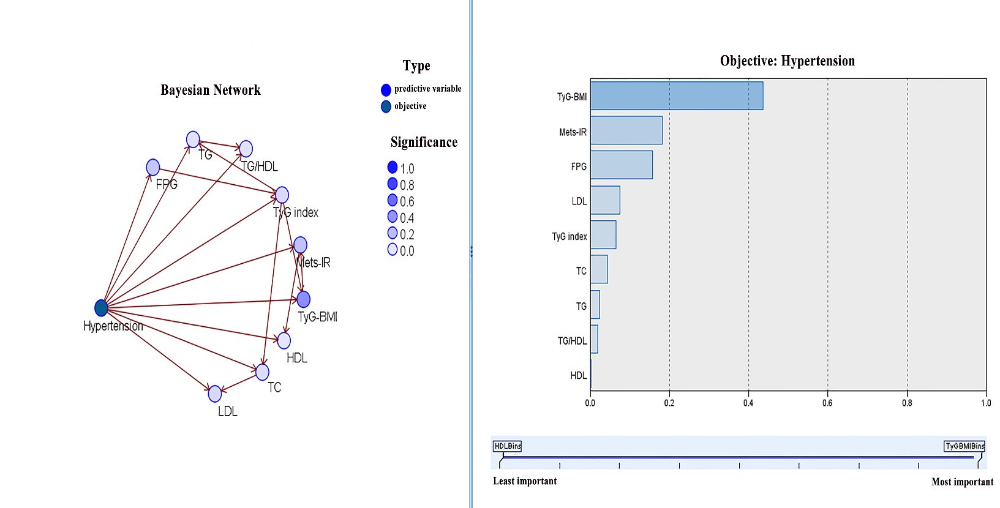 Bayesian Network
Type
predictive variable
objective
Significance
1.0
0.8
0.6
0.4
0.2
0.0
TG
TG/HDL
FPG
TyG index
Mets-IR
TyG-BMI
Hypertension
HDL
TC
LDL
Objective: Hypertension
TyG-BMI
Mets-IR
FPG
LDL
TyG index
TC
TG
TG/HDL
HDL
0.0 0.2 0.4 0.6 0.8 1.0
HDLBins TyGBMIBins
Least important Most important